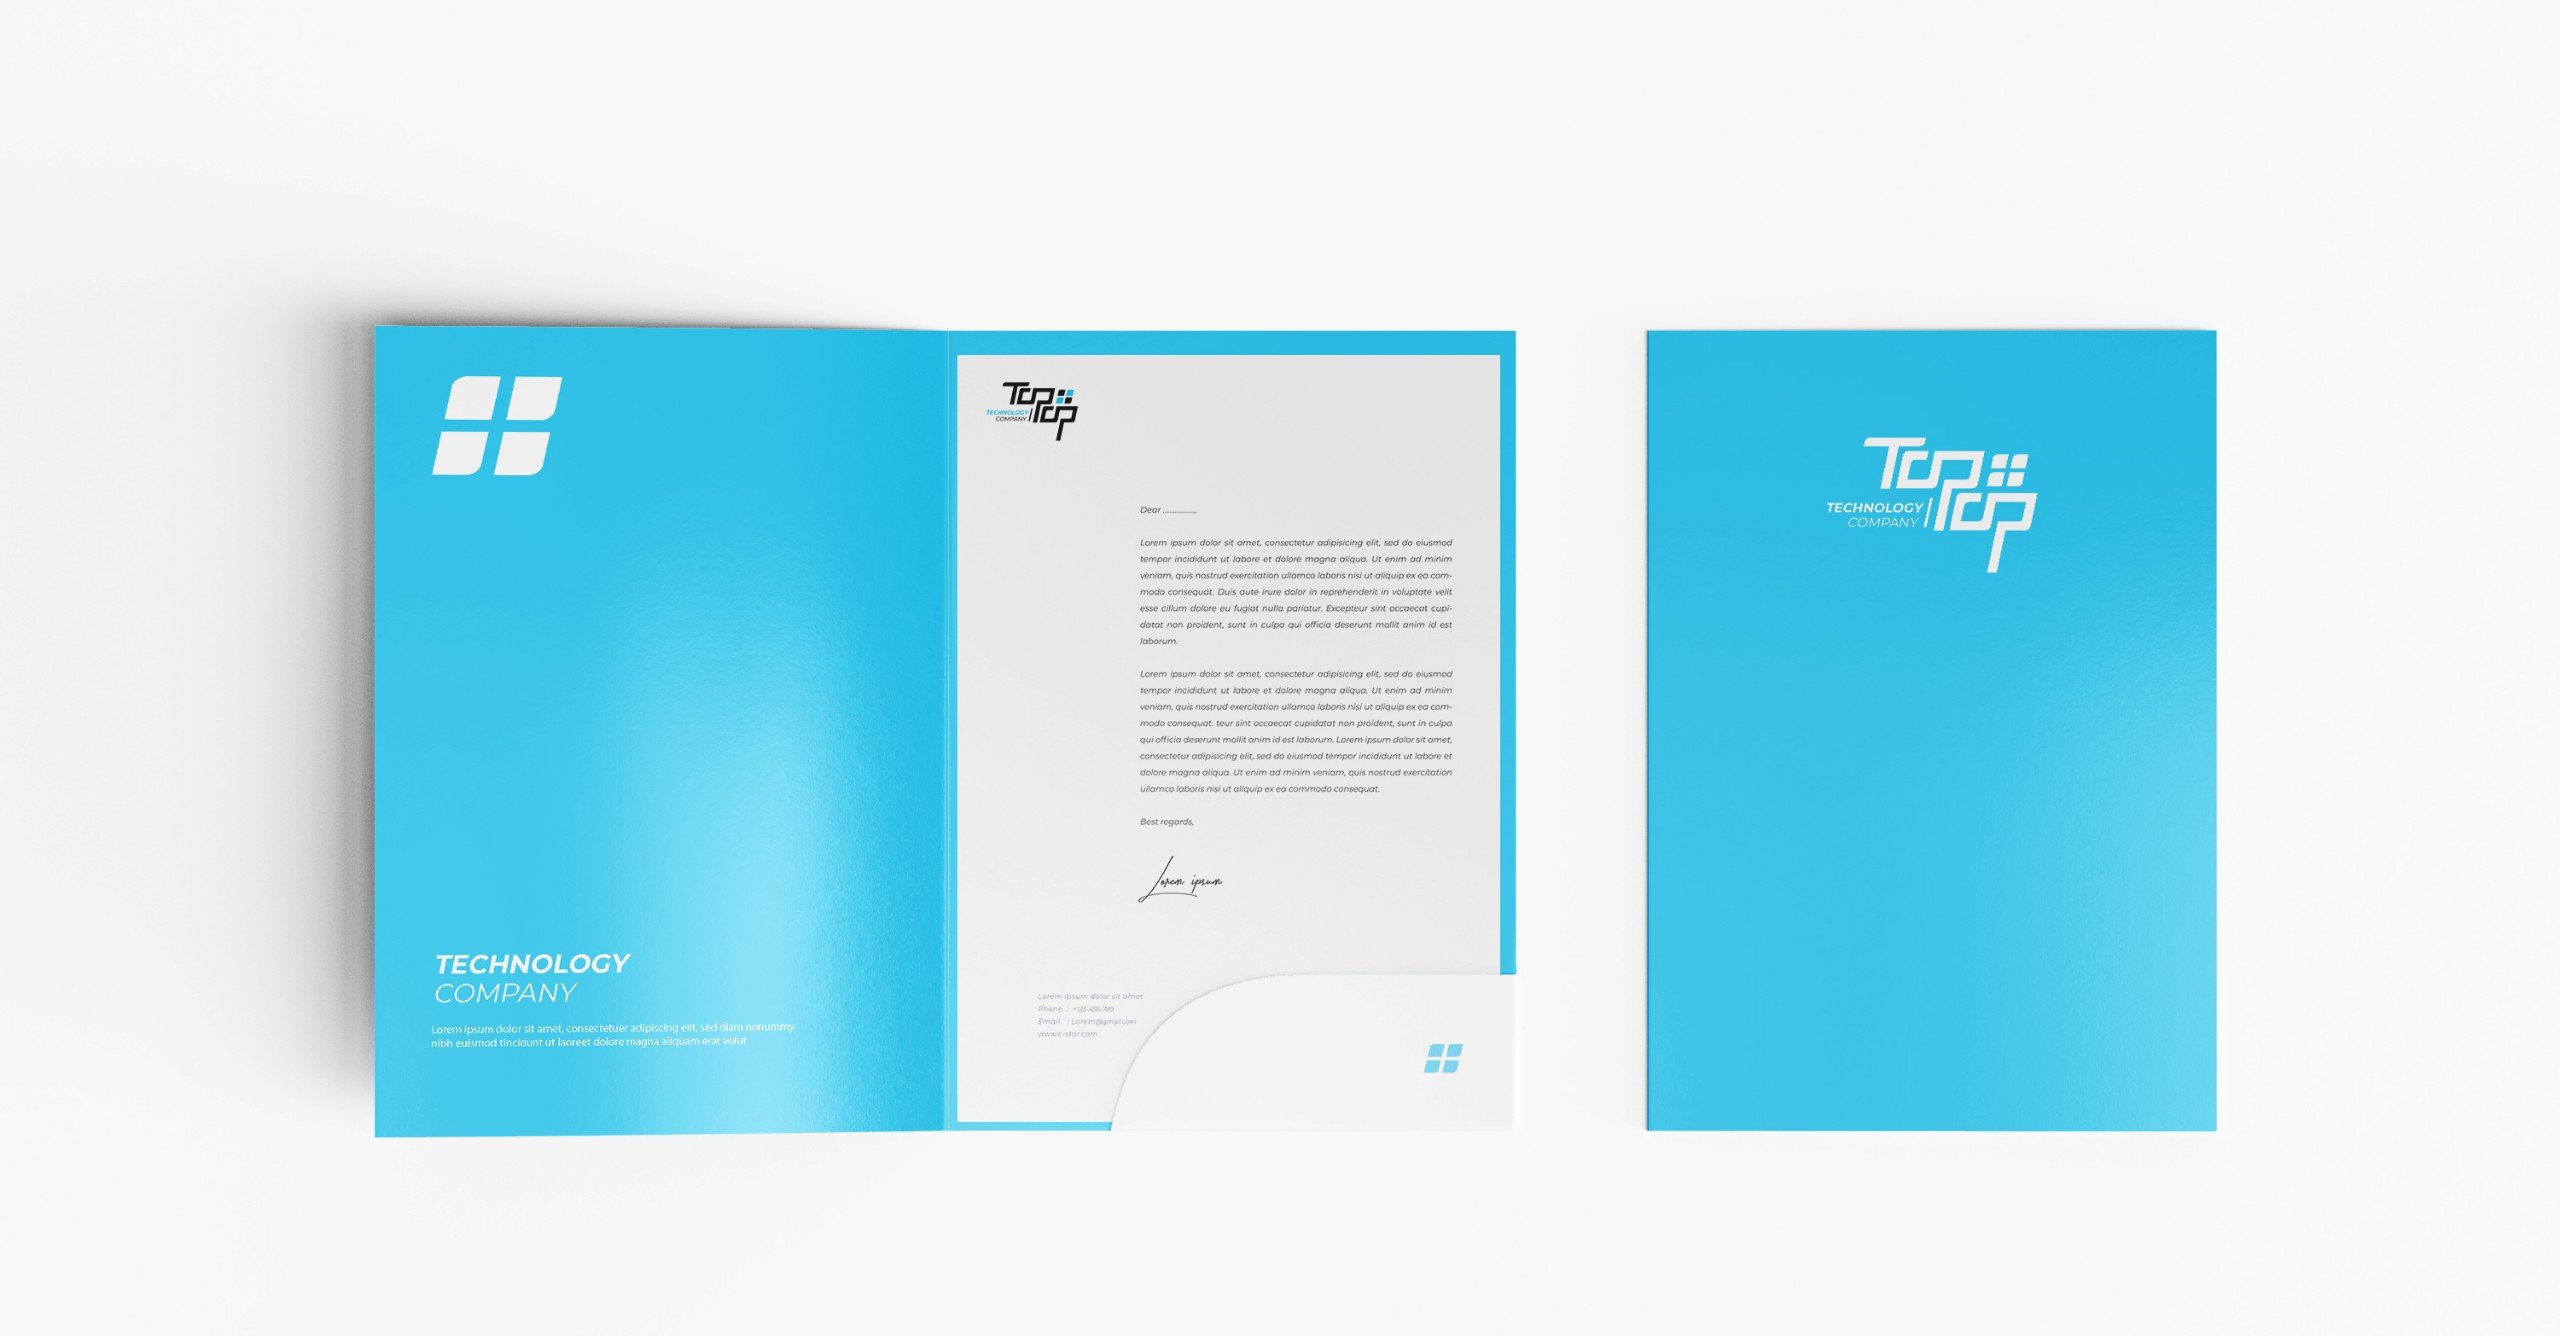 TECHNOLOGY
COMPANY
Lorem ipsum dolor sit amet, consectetuer adipiscing elit, sed diam nonummy
nibh euismod tincidunt ut laoreet dolore magna aliquam erat volut
Top
Top
TECHNOLOGY
COMPANY
Dear ..............,
Lorem ipsum dolor sit amet, consectetur adipisicing elit, sed do eiusmod
tempor incididunt ut labore et dolore magna aliqua. Ut enim ad minim
veniam, quis nostrud exercitation ullamco laboris nisi ut aliquip ex ea com-
modo consequat. Duis aute irure dolor in reprehenderit in voluptate velit
esse cillum dolore eu fugiat nulla pariatur. Excepteur sint occaecat cupi-
datat non proident, sunt in culpa qui officia deserunt mollit anim id est
laborum.
Lorem ipsum dolor sit amet, consectetur adipisicing elit, sed do eiusmod
tempor incididunt ut labore et dolore magna aliqua. Ut enim ad minim
veniam, quis nostrud exercitation ullamco laboris nisi ut aliquip ex ea com-
modo consequat. teur sint occaecat cupidatat non proident, sunt in culpa
qui officia deserunt mollit anim id est laborum. Lorem ipsum dolor sit amet,
consectetur adipisicing elit, sed do eiusmod tempor incididunt ut labore et
dolore magna aliqua. Ut enim ad minim veniam, quis nostrud exercitation
ullamco laboris nisi ut aliquip ex ea commodo consequat.
Best regards,
Lorem ipsum
Lorem ipsum dolor sit amet
Phone : +123-456-789
Email : Lorem@gmail.com
www.c-star.com
Top
Top
TECHNOLOGY
COMPANY